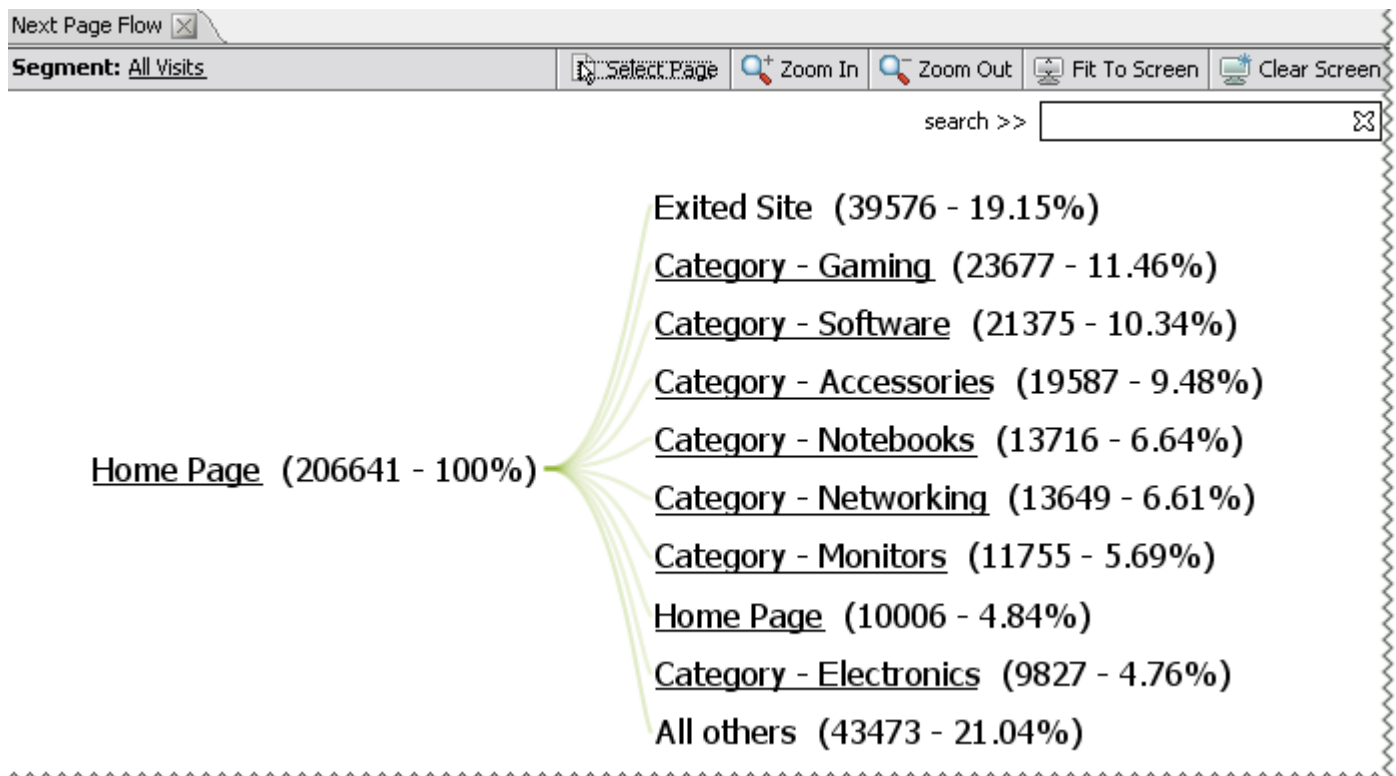 Next Page Flow
Segment: All Visits Select Page Zoom In Zoom Out Fit To Screen Clear Screen
search >>
Exited Site (39576 - 19.15%)
Category - Gaming (23677 - 11.46%)
Category - Software (21375 - 10.34%)
Category - Accessories (19587 - 9.48%)
Category - Notebooks (13716 - 6.64%)
Home Page (206641 - 100%)
Category - Networking (13649 - 6.61%)
Category - Monitors (11755 - 5.69%)
Home Page (10006 - 4.84%)
Category - Electronics (9827 - 4.76%)
All others (43473 - 21.04%)